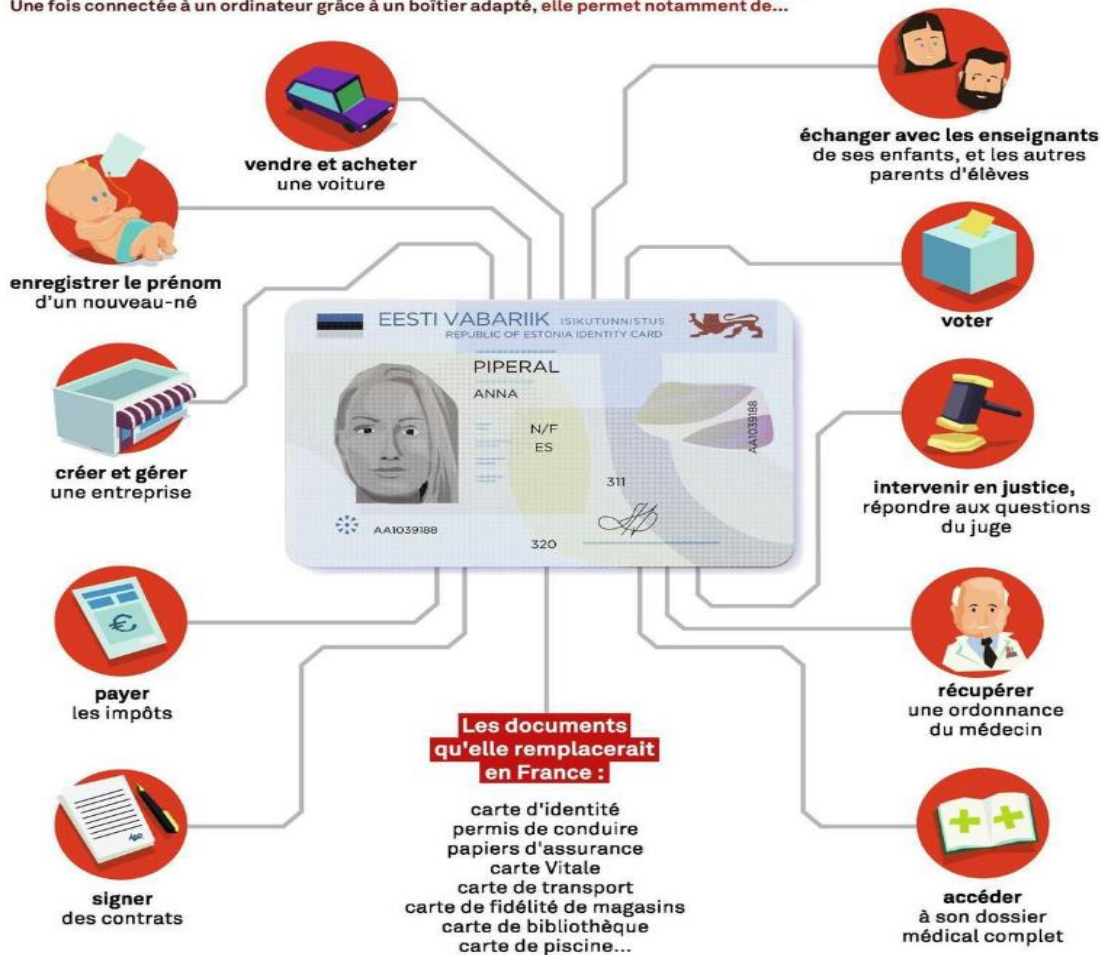 Une fois connectée à un ordinateur grâce à un boîtier adapté, elle permet notamment de...
vendre et acheter
une voiture
échanger avec les enseignants
de ses enfants, et les autres
parents d'élèves
enregistrer le prénom
d'un nouveau-né
voter
créer et gérer
une entreprise
EESTI VABARIIK ISIKUTUNNISTUS
REPUBLIC OF ESTONIA IDENTITY CARD
PIPERAL
ANNA
N/F
ES
311
AA1039188
AA1039188
320
intervenir en justice,
répondre aux questions
du juge
payer
les impôts
récupérer
une ordonnance
du médecin
Les documents
qu'elle remplacerait
en France :
carte d'identité
permis de conduire
papiers d'assurance
carte Vitale
carte de transport
carte de fidélité de magasins
carte de bibliothèque
carte de piscine...
signer
des contrats
accéder
à son dossier
médical complet